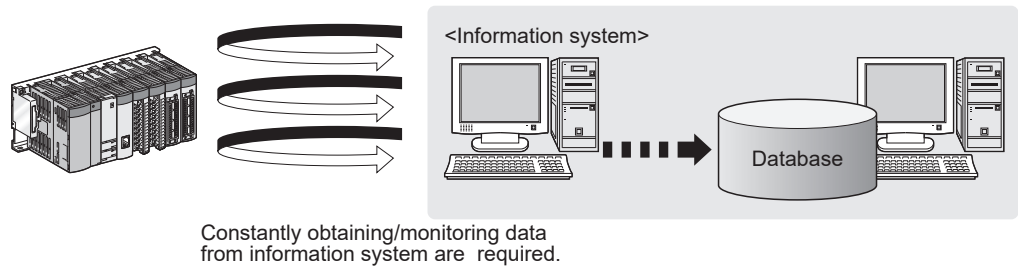 <Information system>
Database
Constantly obtaining/monitoring data
from information system are  required.